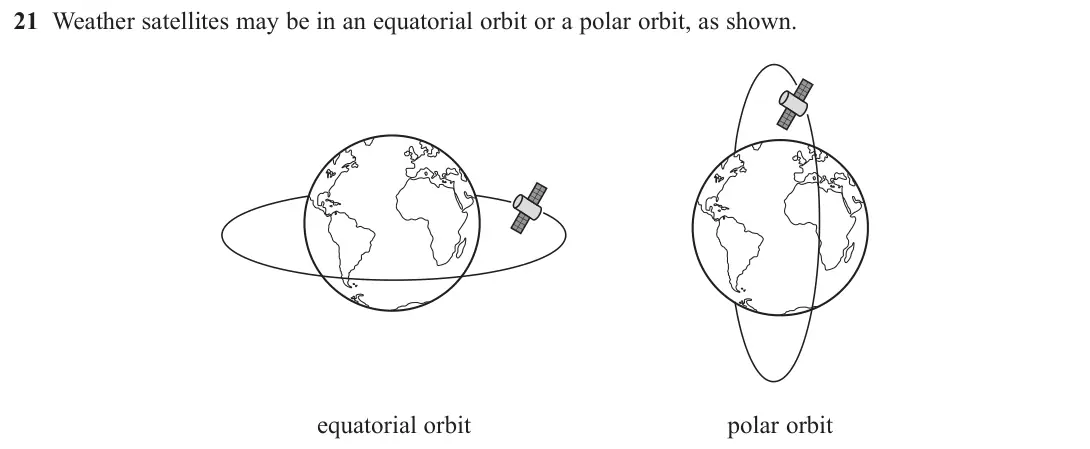 21 Weather satellites may be in an equatorial orbit or a polar orbit, as shown.
equatorial orbit
polar orbit